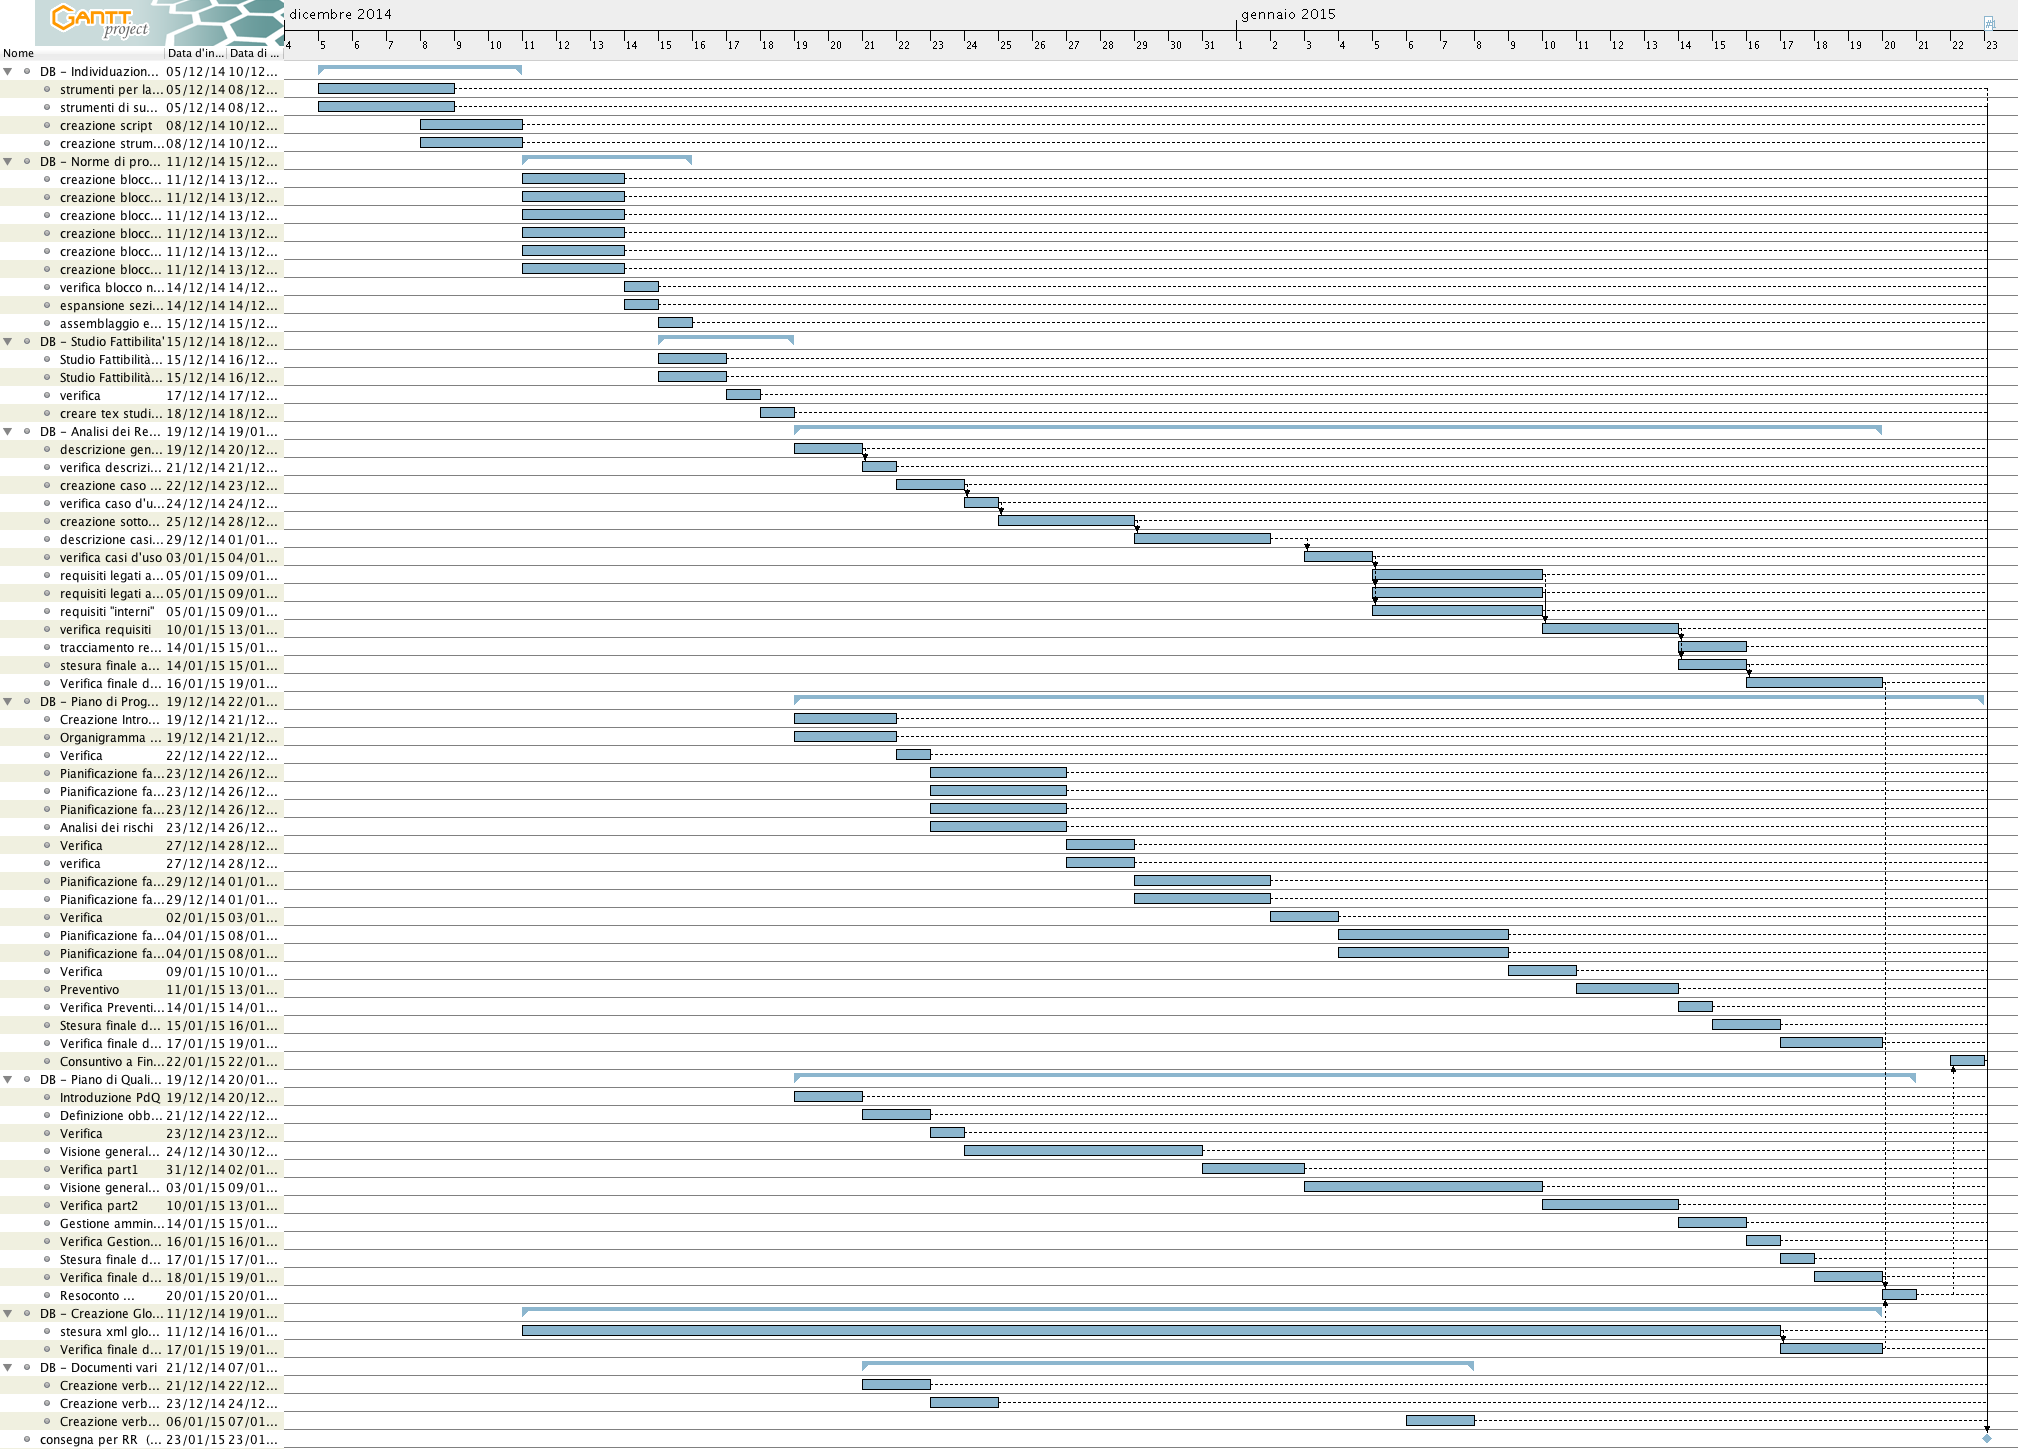 GANTT
project
dicembre 2014
gennaio 2015
#1
4 5 6 7 8 9 10 11 12 13 14 15 16 17 18 19 20 21 22 23 24 25 26 27 28 29 30 31 1 2 3 4 5 6 7 8 9 10 11 12 13 14 15 16 17 18 19 20 21 22 23
Nome Data d'in... Data di ...
DB - Individuazion... 05/12/14 10/12...
strumenti per la... 05/12/14 08/12...
strumenti di su... 05/12/14 08/12...
creazione script 08/12/14 10/12...
creazione strum... 08/12/14 10/12...
DB - Norme di pro... 11/12/14 15/12...
creazione blocc... 11/12/14 13/12...
creazione blocc... 11/12/14 13/12...
creazione blocc... 11/12/14 13/12...
creazione blocc... 11/12/14 13/12...
creazione blocc... 11/12/14 13/12...
creazione blocc... 11/12/14 13/12...
verifica blocco n... 14/12/14 14/12...
espansione sezi... 14/12/14 14/12...
assemblaggio e... 15/12/14 15/12...
DB - Studio Fattibilita' 15/12/14 18/12...
Studio Fattibilità... 15/12/14 16/12...
Studio Fattibilità... 15/12/14 16/12...
verifica 17/12/14 17/12...
creare tex studi... 18/12/14 18/12...
DB - Analisi dei Re... 19/12/14 19/01...
descrizione gen... 19/12/14 20/12...
verifica descrizi... 21/12/14 21/12...
creazione caso ... 22/12/14 23/12...
verifica caso d'u... 24/12/14 24/12...
creazione sotto... 25/12/14 28/12...
descrizione casi... 29/12/14 01/01...
verifica casi d'uso 03/01/15 04/01...
requisiti legati a... 05/01/15 09/01...
requisiti legati a... 05/01/15 09/01...
requisiti "interni" 05/01/15 09/01...
verifica requisiti 10/01/15 13/01...
tracciamento re... 14/01/15 15/01...
stesura finale a... 14/01/15 15/01...
Verifica finale d... 16/01/15 19/01...
DB - Piano di Prog... 19/12/14 22/01...
Creazione Intro... 19/12/14 21/12...
Organigramma ... 19/12/14 21/12...
Verifica 22/12/14 22/12...
Pianificazione fa... 23/12/14 26/12...
Pianificazione fa... 23/12/14 26/12...
Pianificazione fa... 23/12/14 26/12...
Analisi dei rischi 23/12/14 26/12...
Verifica 27/12/14 28/12...
verifica 27/12/14 28/12...
Pianificazione fa... 29/12/14 01/01...
Pianificazione fa... 29/12/14 01/01...
Verifica 02/01/15 03/01...
Pianificazione fa... 04/01/15 08/01...
Pianificazione fa... 04/01/15 08/01...
Verifica 09/01/15 10/01...
Preventivo 11/01/15 13/01...
Verifica Preventi... 14/01/15 14/01...
Stesura finale d... 15/01/15 16/01...
Verifica finale d... 17/01/15 19/01...
Consuntivo a Fin... 22/01/15 22/01...
DB - Piano di Quali... 19/12/14 20/01...
Introduzione PdQ 19/12/14 20/12...
Definizione obb... 21/12/14 22/12...
Verifica 23/12/14 23/12...
Visione general... 24/12/14 30/12...
Verifica part1 31/12/14 02/01...
Visione general... 03/01/15 09/01...
Verifica part2 10/01/15 13/01...
Gestione ammin... 14/01/15 15/01...
Verifica Gestion... 16/01/15 16/01...
Stesura finale d... 17/01/15 17/01...
Verifica finale d... 18/01/15 19/01...
Resoconto ... 20/01/15 20/01...
DB - Creazione Glo... 11/12/14 19/01...
stesura xml glo... 11/12/14 16/01...
Verifica finale d... 17/01/15 19/01...
DB - Documenti vari 21/12/14 07/01...
Creazione verb... 21/12/14 22/12...
Creazione verb... 23/12/14 24/12...
Creazione verb... 06/01/15 07/01...
consegna per RR (... 23/01/15 23/01...